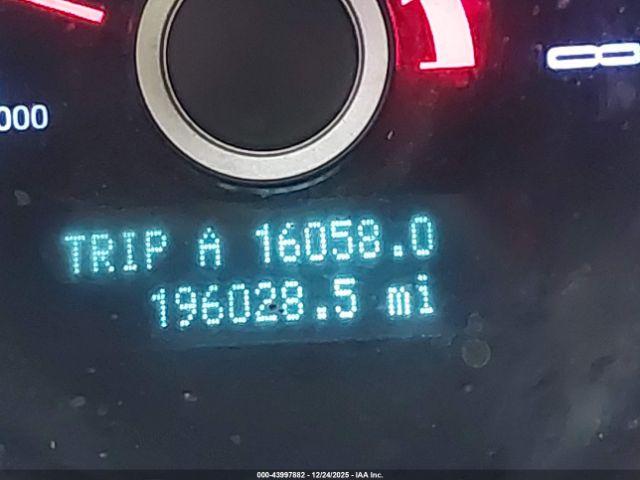 000
TRIP A 16058.0
196028.5 mi
000-43997882 - 12/24/2025 - IAA Inc.